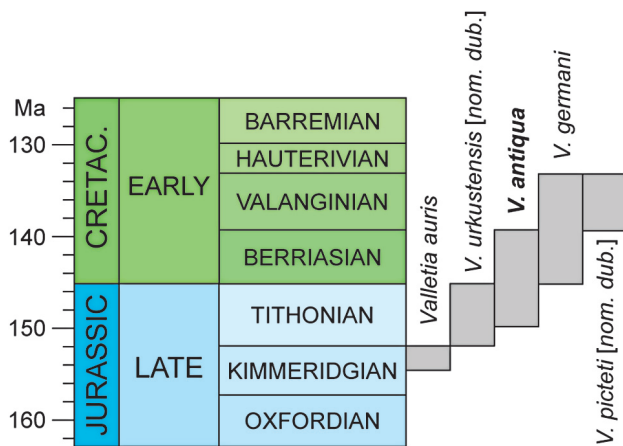 Ma
130
140
150
160
CRETAC.
JURASSIC
EARLY
LATE
BARREMIAN
HAUTERIVIAN
VALANGINIAN
BERRIASIAN
TITHONIAN
KIMMERIDGIAN
OXFORDIAN
Valletia auris
V. urkustensis [nom. dub.]
V. antiqua
V. germani
V. picteti [nom. dub.]